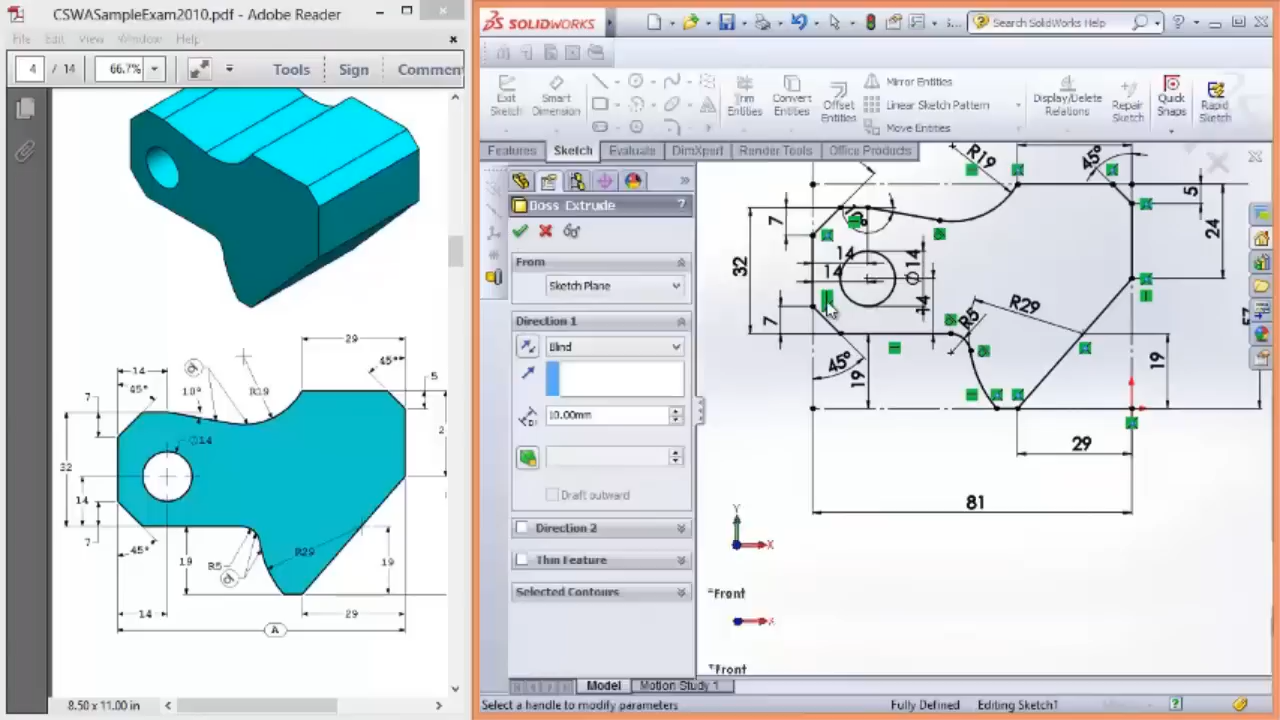 CSWASampleExam2010.pdf - Adobe Reader
File Edit View Window Help
4 / 14 66.7% Tools Sign Commen
29
45°
14
5
45°
10°
R19
7
∅14
2
32
14
7
45°
19
R5
R29
19
14
29
A
8.50 x 11.00 in
SOLIDWORKS
Search SolidWorks Help
Exit Sketch
Smart Dimension
Trim Entities
Convert Entities
Offset Entities
Mirror Entities
Linear Sketch Pattern
Move Entities
Display/Delete Relations
Repair Sketch
Quick Snaps
Rapid Sketch
Features Sketch Evaluate DimXpert Render Tools Office Products
Boss Extrude ?
From
Sketch Plane
Direction 1
Blind
10.00mm
Draft outward
Direction 2
Thin Feature
Selected Contours
R19
45°
5
7
24
14
∅14
32
14
14
R29
R5
7
45°
19
19
57
29
81
Y
X
*Front
X
*Front
Model Motion Study 1
Select a handle to modify parameters Fully Defined Editing Sketch1